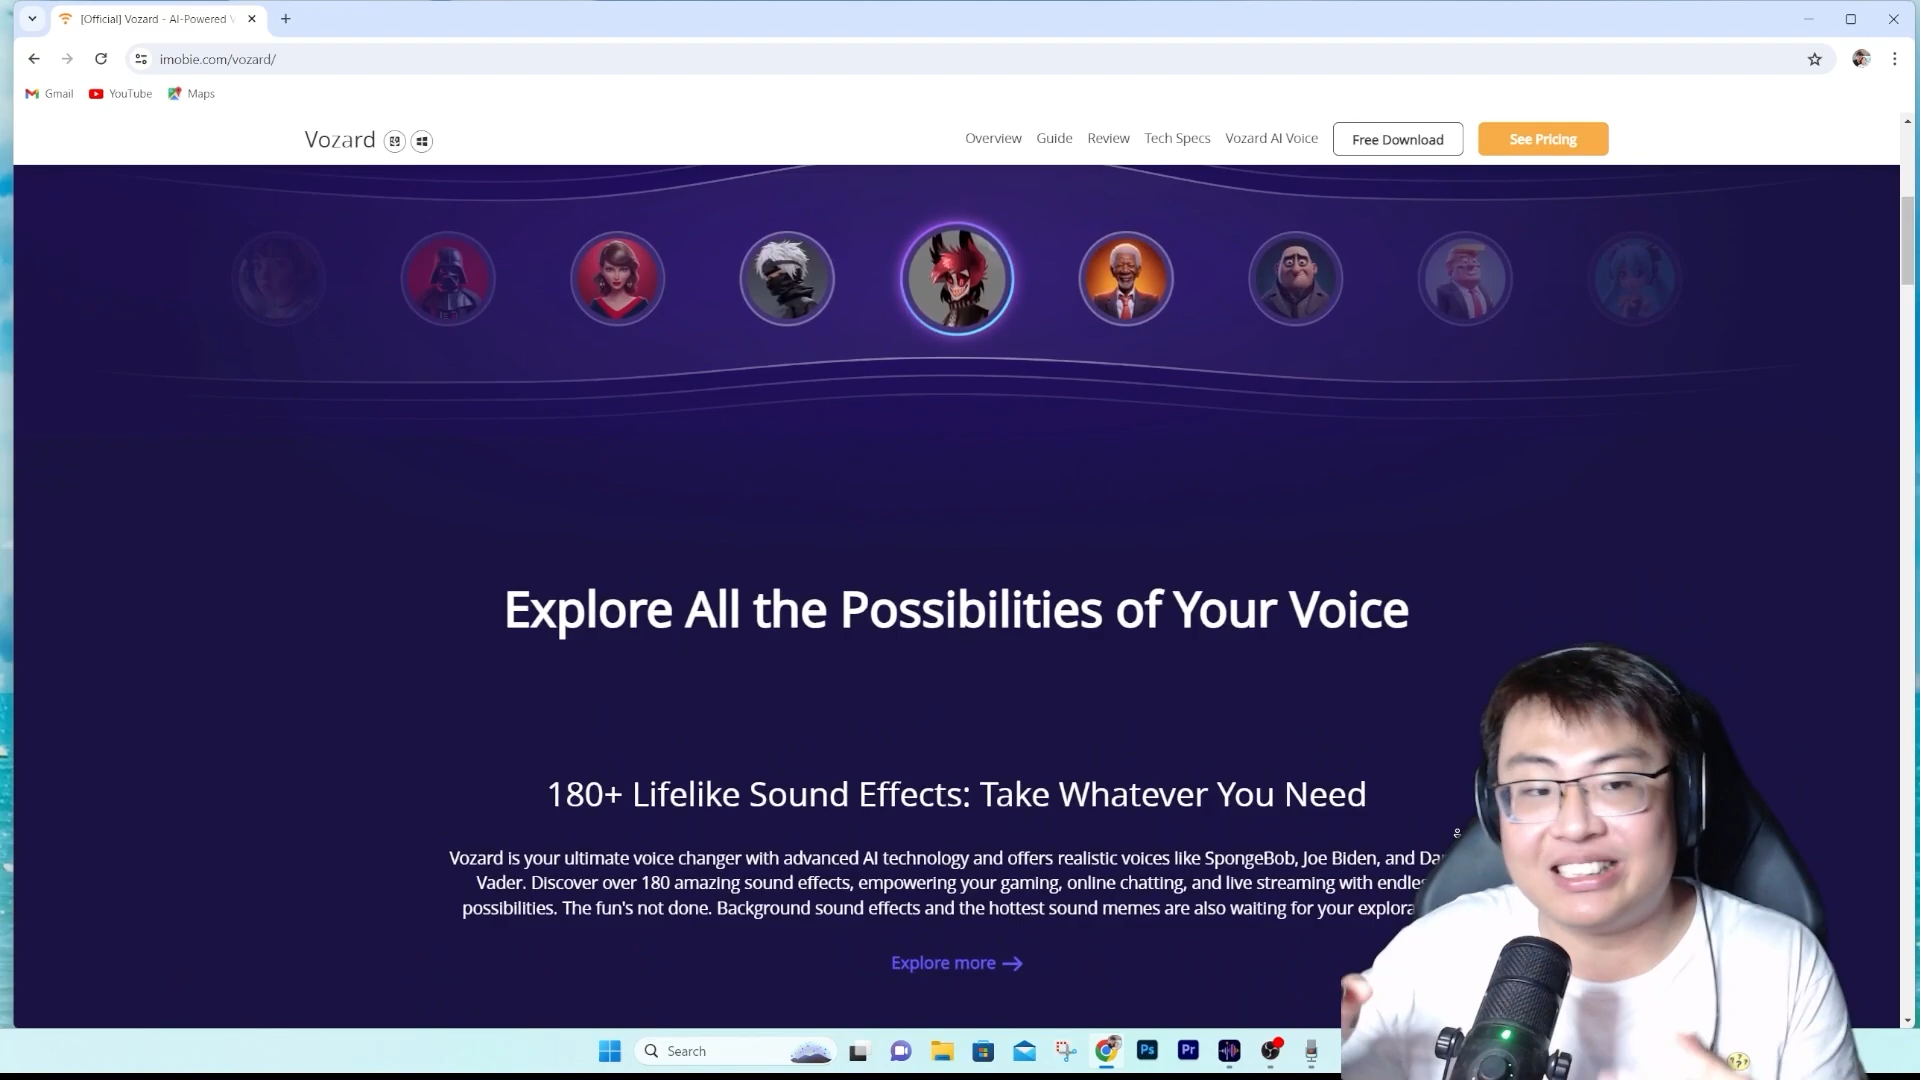 [Official] Vozard - AI-Powered
imobie.com/vozard/
Gmail YouTube Maps
Vozard Overview Guide Review Tech Specs Vozard AI Voice Free Download See Pricing
Explore All the Possibilities of Your Voice
180+ Lifelike Sound Effects: Take Whatever You Need
Vozard is your ultimate voice changer with advanced AI technology and offers realistic voices like SpongeBob, Joe Biden, and
Vader. Discover over 180 amazing sound effects, empowering your gaming, online chatting, and live streaming with
possibilities. The fun's not done. Background sound effects and the hottest sound memes are also waiting for your
Explore more
Search Ps Pr